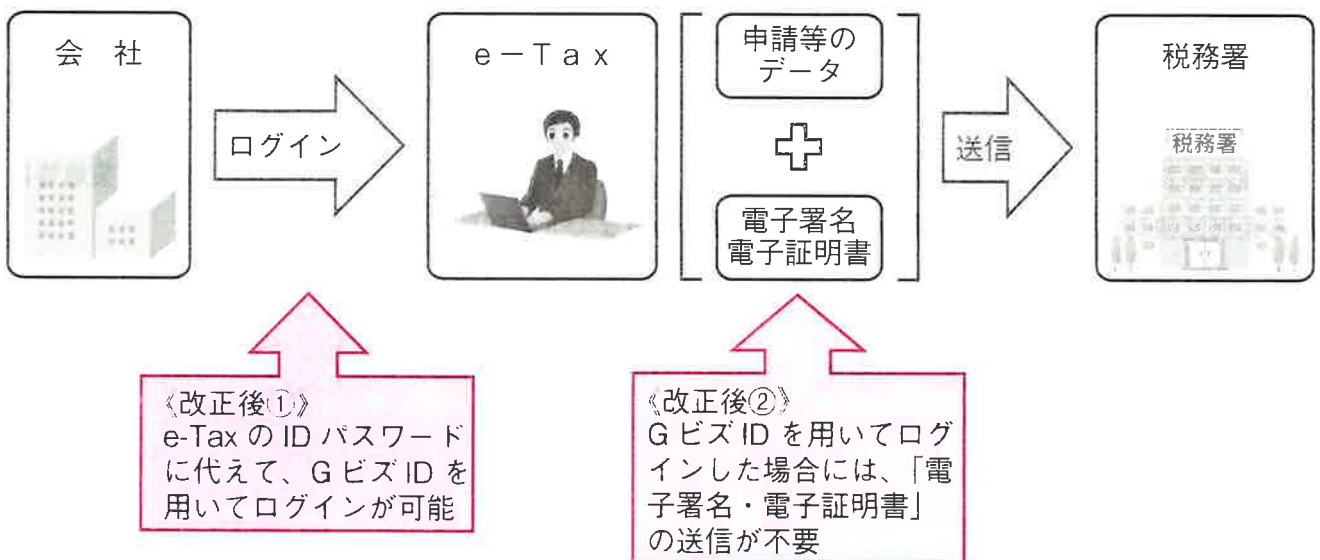 会 社
ログイン
e－Tax
申請等の
データ
電子署名
電子証明書
送信
税務署
税務署
《改正後①》
e-Tax の ID パスワード
に代えて、G ビズ ID を
用いてログインが可能
《改正後②》
G ビズ ID を用いてログ
インした場合には、「電
子署名・電子証明書」
の送信が不要